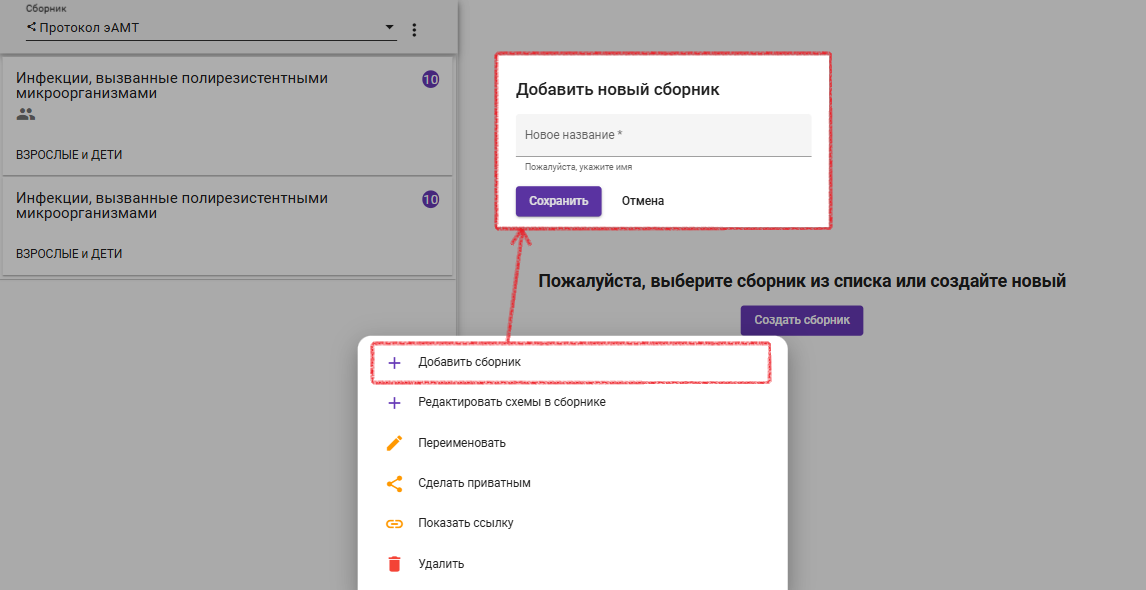 Сборник
Протокол эАМТ
Инфекции, вызванные полирезистентными
микроорганизмами
10
ВЗРОСЛЫЕ и ДЕТИ
Инфекции, вызванные полирезистентными
микроорганизмами
10
ВЗРОСЛЫЕ и ДЕТИ
Добавить новый сборник
Новое название *
Пожалуйста, укажите имя
Сохранить
Отмена
Пожалуйста, выберите сборник из списка или создайте новый
Создать сборник
Добавить сборник
Редактировать схемы в сборнике
Переименовать
Сделать приватным
Показать ссылку
Удалить